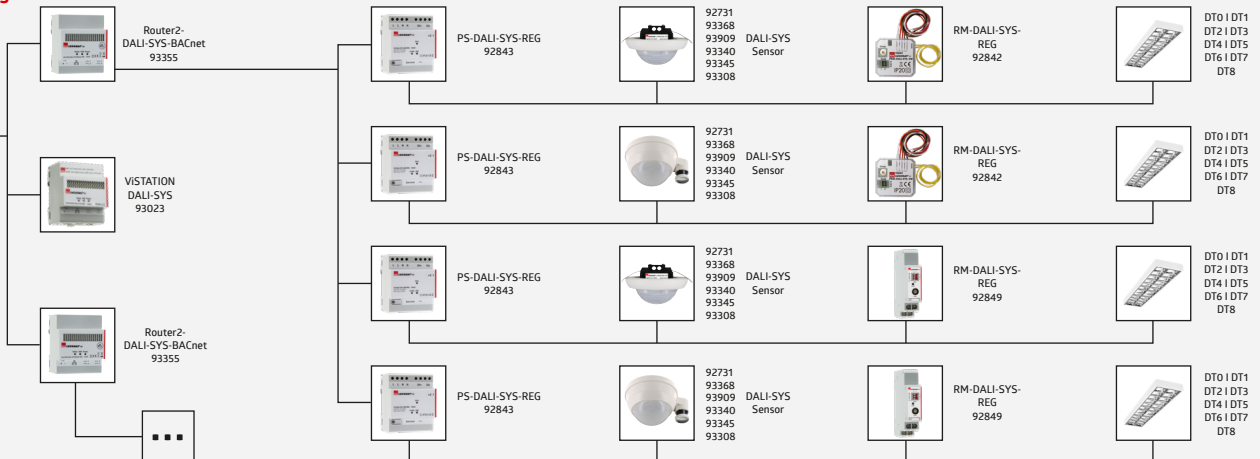 Router2-
DALI-SYS-BACnet
93355
PS-DALI-SYS-REG
92843
92731
93368
93909
93340
93345
93308
DALI-SYS
Sensor
RM-DALI-SYS-
REG
92842
DT0 I DT1
DT2 I DT3
DT4 I DT5
DT6 I DT7
DT8
PS-DALI-SYS-REG
92843
92731
93368
93909
93340
93345
93308
DALI-SYS
Sensor
RM-DALI-SYS-
REG
92842
DT0 I DT1
DT2 I DT3
DT4 I DT5
DT6 I DT7
DT8
ViSTATION
DALI-SYS
93023
PS-DALI-SYS-REG
92843
92731
93368
93909
93340
93345
93308
DALI-SYS
Sensor
RM-DALI-SYS-
REG
92849
DT0 I DT1
DT2 I DT3
DT4 I DT5
DT6 I DT7
DT8
Router2-
DALI-SYS-BACnet
93355
PS-DALI-SYS-REG
92843
92731
93368
93909
93340
93345
93308
DALI-SYS
Sensor
RM-DALI-SYS-
REG
92849
DT0 I DT1
DT2 I DT3
DT4 I DT5
DT6 I DT7
DT8